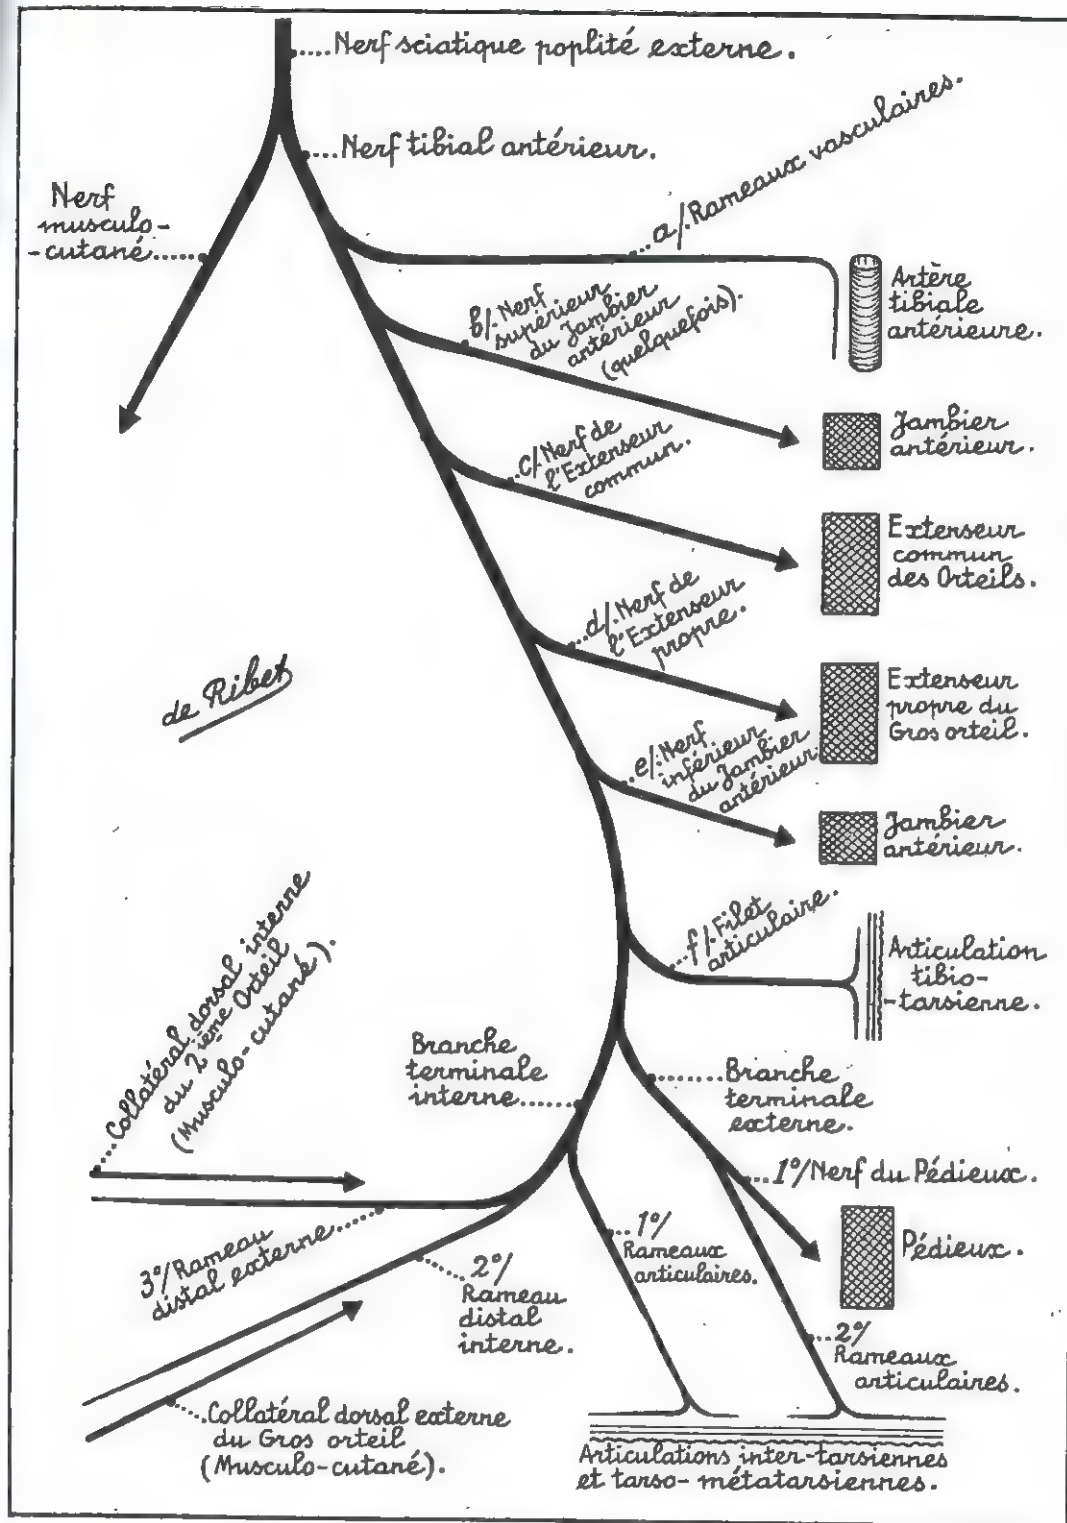 Nerf sciatique poplité externe.
Nerf tibial antérieur.
Nerf
musculo-
-cutané
a/. Rameaux vasculaires.
Artère
tibiale
antérieure.
b/. Nerf
supérieur
du Jambier
antérieur
(quelquefois).
Jambier
antérieur.
c/. Nerf de
l'Extenseur
commun.
Extenseur
commun
des Orteils.
d/. Nerf de
l'Extenseur
propre.
de Ribet
Extenseur
propre du
Gros orteil.
e/. Nerf
inférieur
du Jambier
antérieur
Jambier
antérieur.
f/. Filet
articulaire.
Articulation
tibio-
-tarsienne.
Collatéral dorsal interne
du 2ième Orteil
(Musculo-cutané).
Branche
terminale
interne
Branche
terminale
externe.
1º/ Nerf du Pédieux.
Pédieux.
3º/ Rameau
distal externe
2º/
Rameau
distal
interne.
1º/
Rameaux
articulaires.
2º/
Rameaux
articulaires.
Collatéral dorsal externe
du Gros orteil
(Musculo-cutané).
Articulations inter-tarsiennes
et tarso-métatarsiennes.